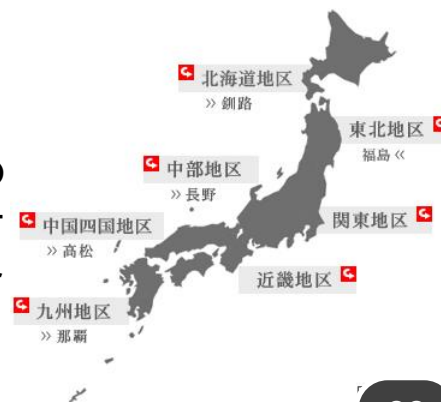 北海道地区
>> 釧路
東北地区
福島 <<
中部地区
>> 長野
中国四国地区
>> 高松
関東地区
近畿地区
九州地区
>> 那覇